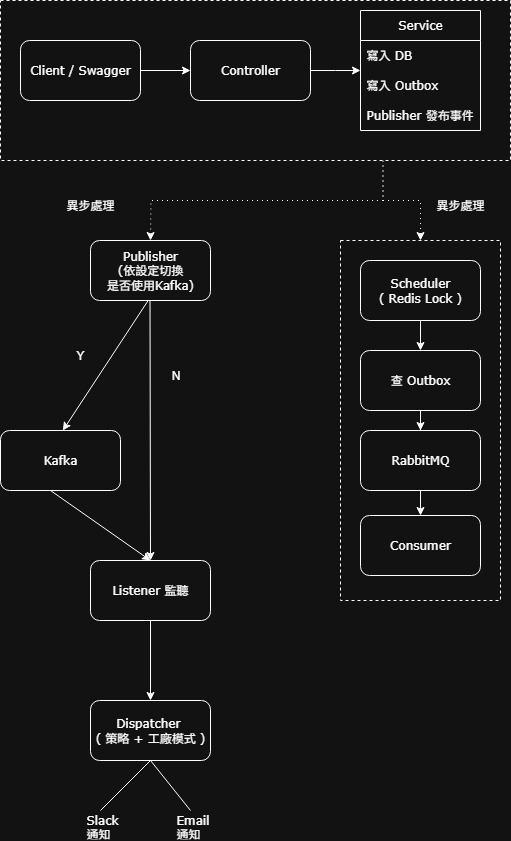 Client / Swagger
Controller
Service
寫入 DB
寫入 Outbox
Publisher 發布事件
異步處理
異步處理
Publisher
(依設定切換
是否使用Kafka)
Y
N
Kafka
Listener 監聽
Dispatcher
( 策略 + 工廠模式 )
Slack
通知
Email
通知
Scheduler
( Redis Lock )
查 Outbox
RabbitMQ
Consumer